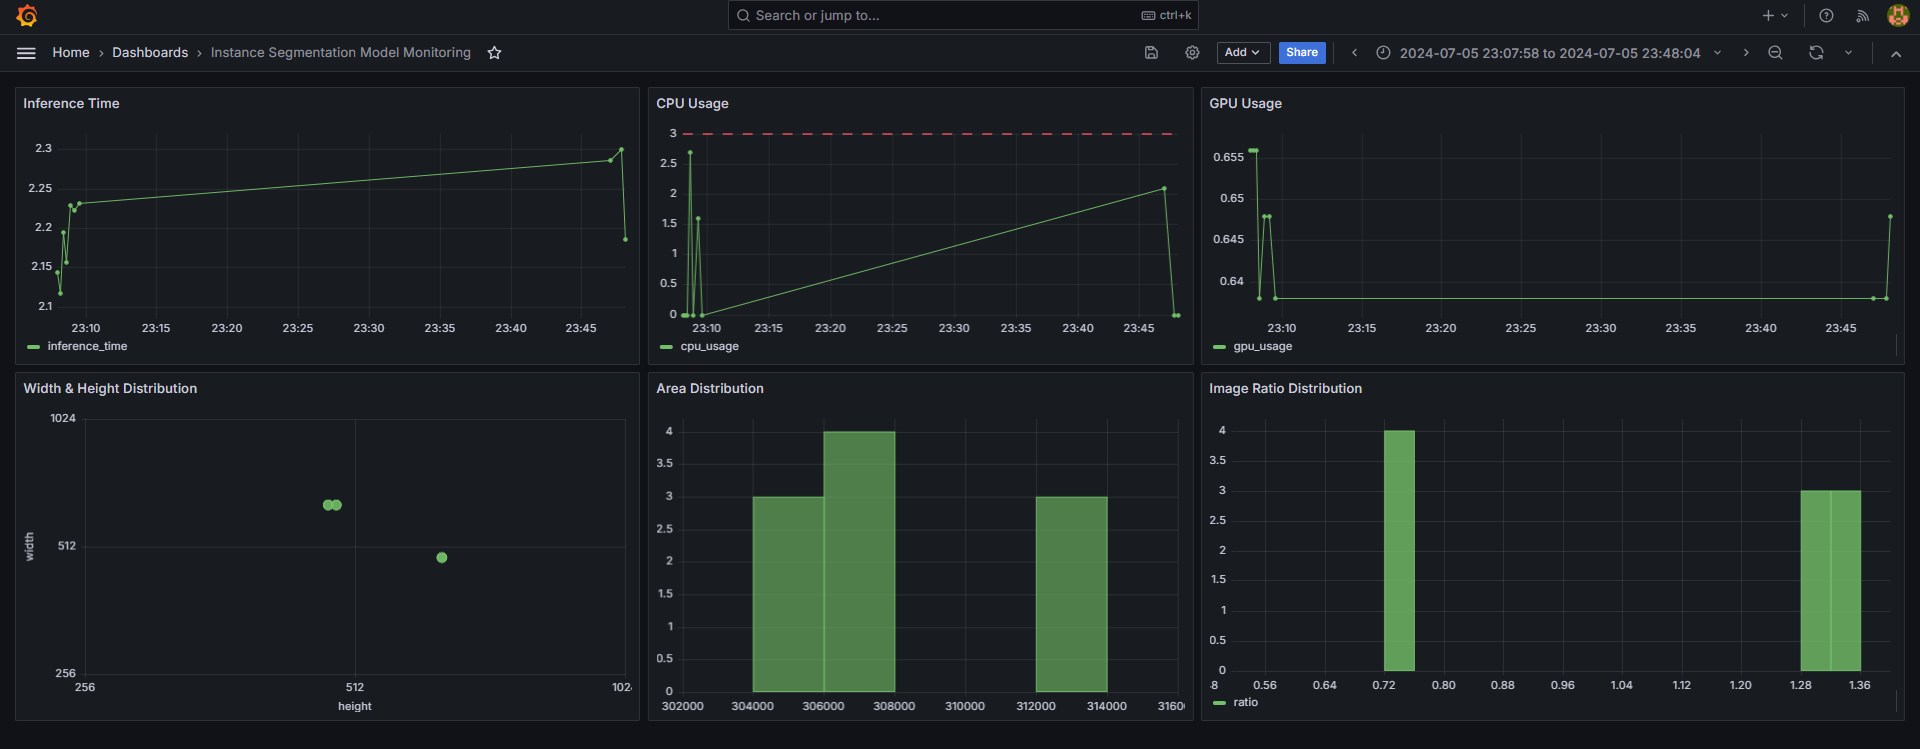 Search or jump to...
ctrl+k
Home › Dashboards › Instance Segmentation Model Monitoring
Add
Share
2024-07-05 23:07:58 to 2024-07-05 23:48:04
Inference Time
2.3
2.25
2.2
2.15
2.1
23:10 23:15 23:20 23:25 23:30 23:35 23:40 23:45
inference_time
CPU Usage
3
2.5
2
1.5
1
0.5
0
23:10 23:15 23:20 23:25 23:30 23:35 23:40 23:45
cpu_usage
GPU Usage
0.655
0.65
0.645
0.64
23:10 23:15 23:20 23:25 23:30 23:35 23:40 23:45
gpu_usage
Width & Height Distribution
1024
width
512
256
256 512 102
height
Area Distribution
4
3.5
3
2.5
2
1.5
1
0.5
0
302000 304000 306000 308000 310000 312000 314000 3160
Image Ratio Distribution
4
3.5
3
2.5
2
1.5
1
0.5
0
8 0.56 0.64 0.72 0.80 0.88 0.96 1.04 1.12 1.20 1.28 1.36
ratio